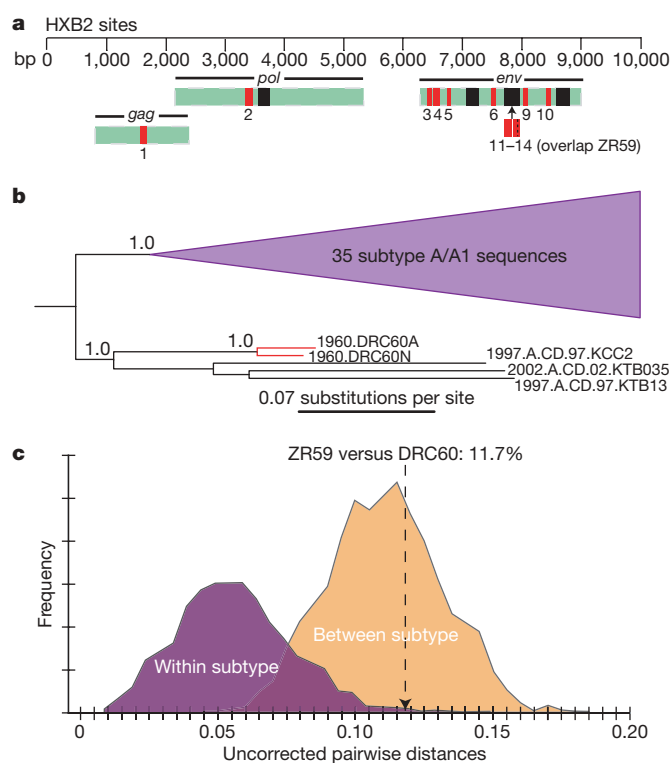 a
HXB2 sites
bp 0 1,000 2,000 3,000 4,000 5,000 6,000 7,000 8,000 9,000 10,000
pol
env
2
3 4 5 6 9 10
gag
1
11–14 (overlap ZR59)
b
1.0
35 subtype A/A1 sequences
1.0
1.0
1960.DRC60A
1960.DRC60N
1997.A.CD.97.KCC2
2002.A.CD.02.KTB035
1997.A.CD.97.KTB13
0.07 substitutions per site
c
ZR59 versus DRC60: 11.7%
Frequency
Within subtype
Between subtype
0 0.05 0.10 0.15 0.20
Uncorrected pairwise distances